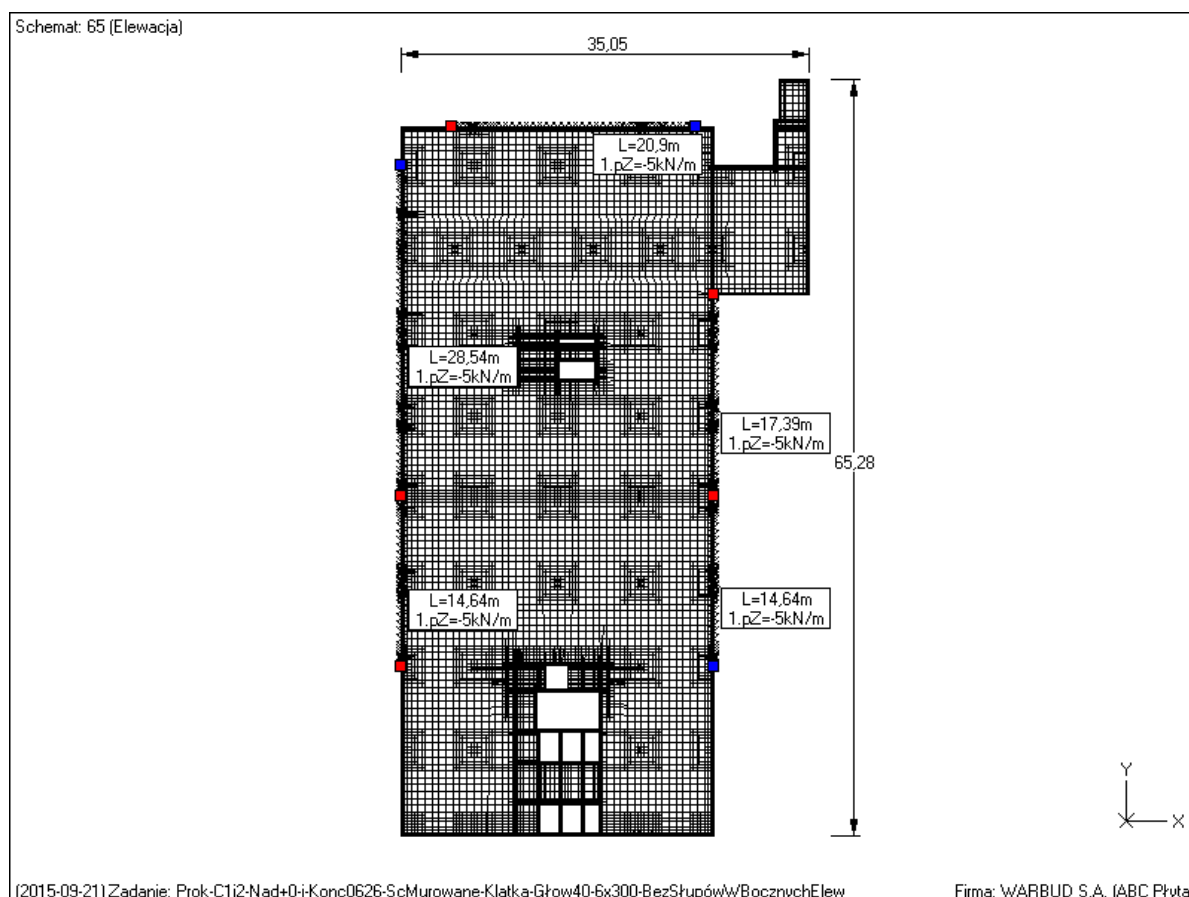 Schemat: 65 (Elewacja)
35,05
L=20,9m
1.pZ=-5kN/m
L=28,54m
1.pZ=-5kN/m
L=17,39m
1.pZ=-5kN/m
65,28
L=14,64m
1.pZ=-5kN/m
L=14,64m
1.pZ=-5kN/m
Y
X
(2015-09-21) Zadanie: Prok-C1i2-Nad+0-i-Konc0626-ScMurowane-Klatka-Głow40-6x300-BezSłupówWBocznychElew Firma: WARBUD S.A. (ABC Płyta